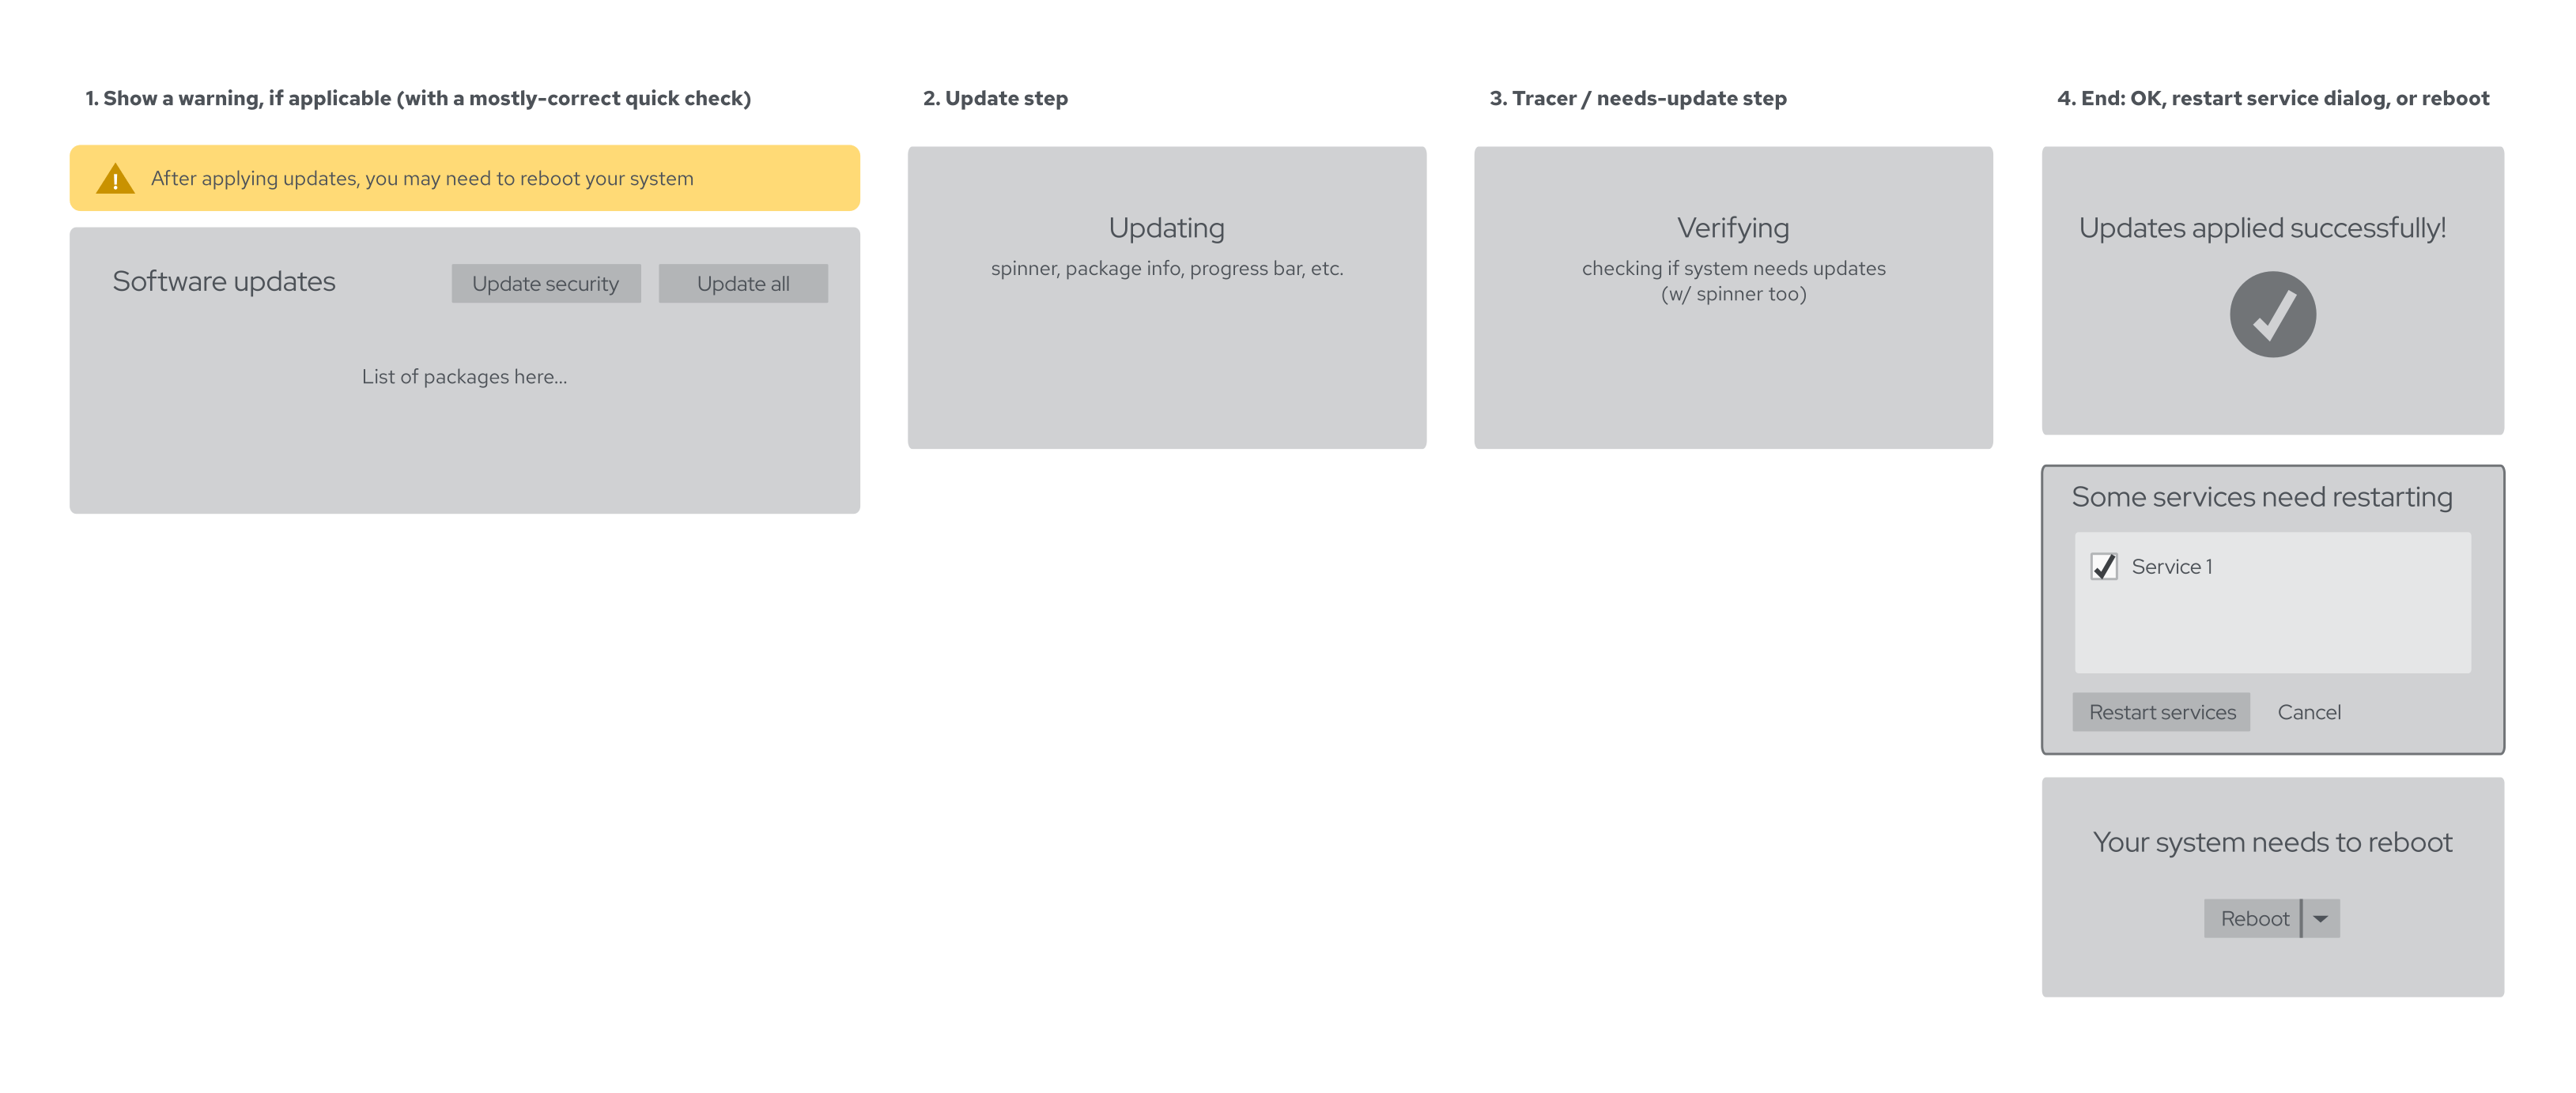 1. Show a warning, if applicable (with a mostly-correct quick check)
After applying updates, you may need to reboot your system
Software updates
Update security
Update all
List of packages here...
2. Update step
Updating
spinner, package info, progress bar, etc.
3. Tracer / needs-update step
Verifying
checking if system needs updates
(w/ spinner too)
4. End: OK, restart service dialog, or reboot
Updates applied successfully!
Some services need restarting
Service 1
Restart services
Cancel
Your system needs to reboot
Reboot